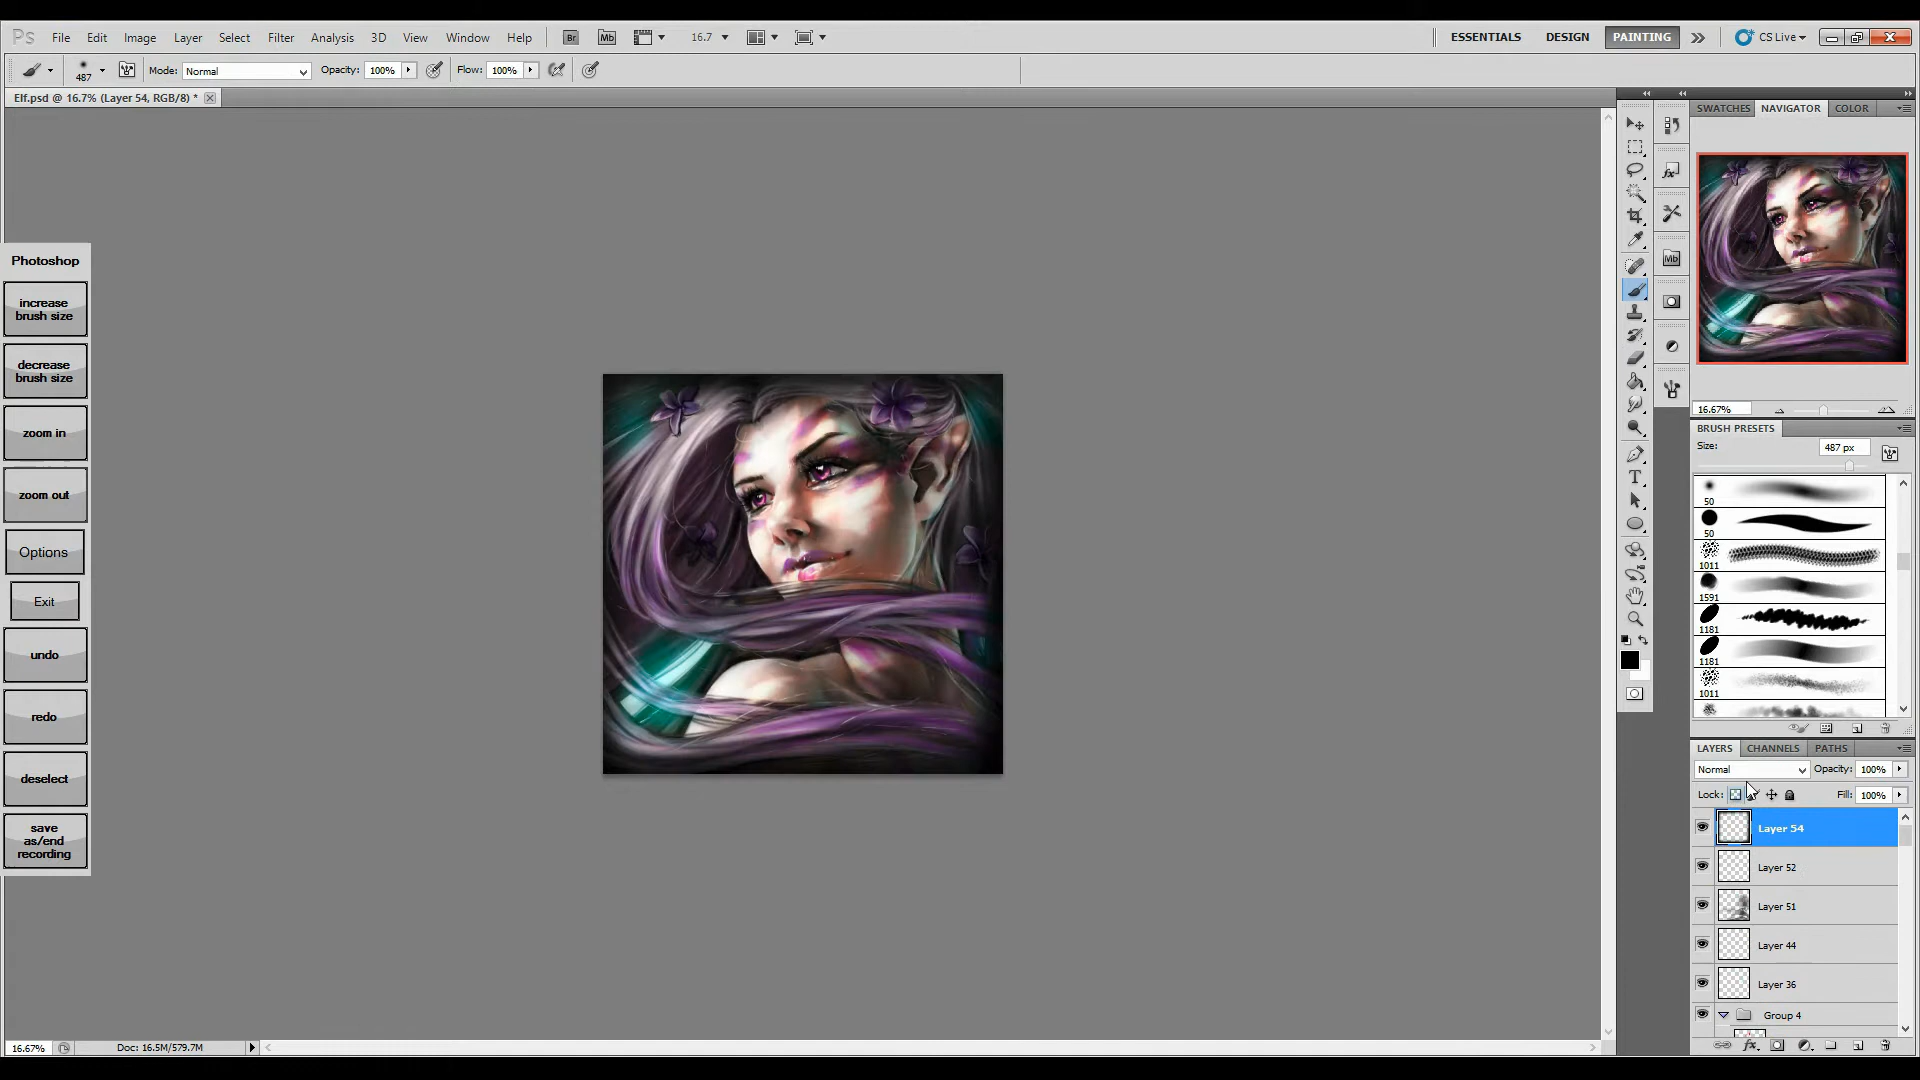 Ps File Edit Image Layer Select Filter Analysis 3D View Window Help Br Mb 16.7 ESSENTIALS DESIGN PAINTING CS Live
487 Mode: Normal Opacity: 100% Flow: 100%
Elf.psd @ 16.7% (Layer 54, RGB/8) *
SWATCHES NAVIGATOR COLOR
Photoshop
increase
brush size
decrease
brush size
zoom in
zoom out
Options
Exit
undo
redo
deselect
save
as/end
recording
Mb
16.67%
BRUSH PRESETS
Size: 487 px
50
50
1011
1591
1181
1181
1011
LAYERS CHANNELS PATHS
Normal Opacity: 100%
Lock: Fill: 100%
Layer 54
Layer 52
Layer 51
Layer 44
Layer 36
Group 4
16.67% Doc: 16.5M/579.7M